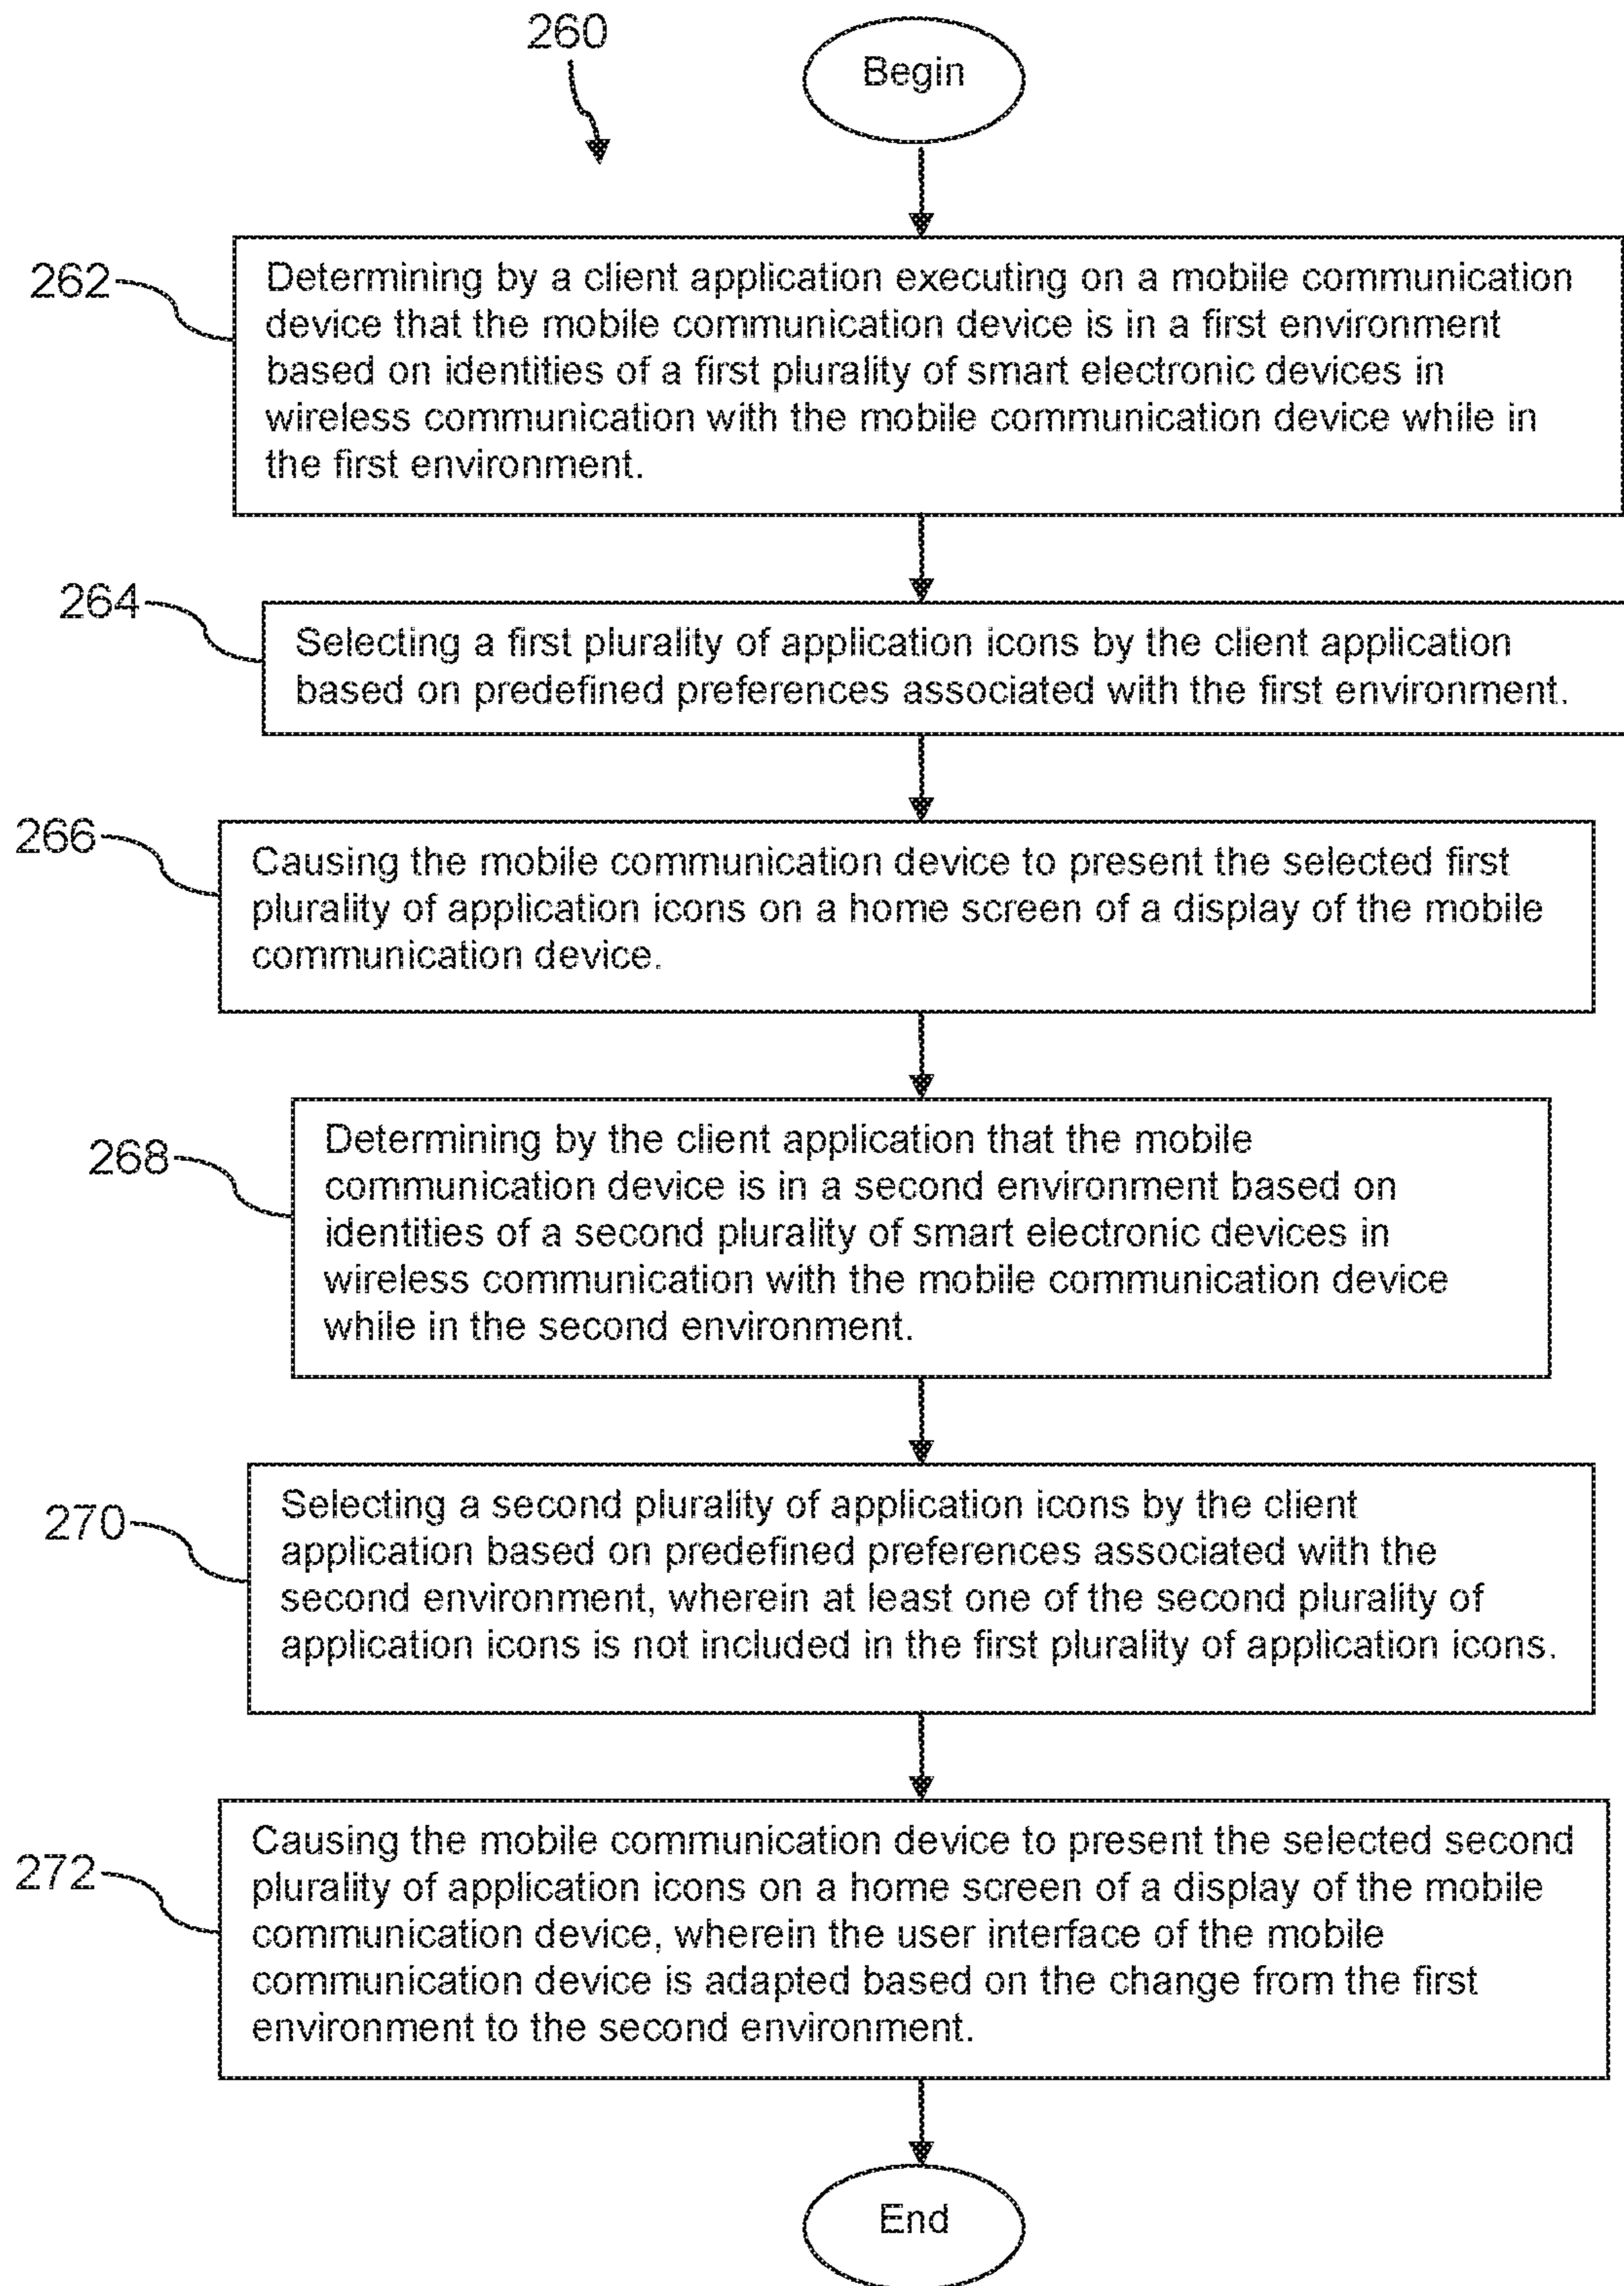 260
Begin
262
Determining by a client application executing on a mobile communication
device that the mobile communication device is in a first environment
based on identities of a first plurality of smart electronic devices in
wireless communication with the mobile communication device while in
the first environment.
264
Selecting a first plurality of application icons by the client application
based on predefined preferences associated with the first environment.
266
Causing the mobile communication device to present the selected first
plurality of application icons on a home screen of a display of the mobile
communication device.
268
Determining by the client application that the mobile
communication device is in a second environment based on
identities of a second plurality of smart electronic devices in
wireless communication with the mobile communication device
while in the second environment.
270
Selecting a second plurality of application icons by the client
application based on predefined preferences associated with the
second environment, wherein at least one of the second plurality of
application icons is not included in the first plurality of application icons.
272
Causing the mobile communication device to present the selected second
plurality of application icons on a home screen of a display of the mobile
communication device, wherein the user interface of the mobile
communication device is adapted based on the change from the first
environment to the second environment.
End